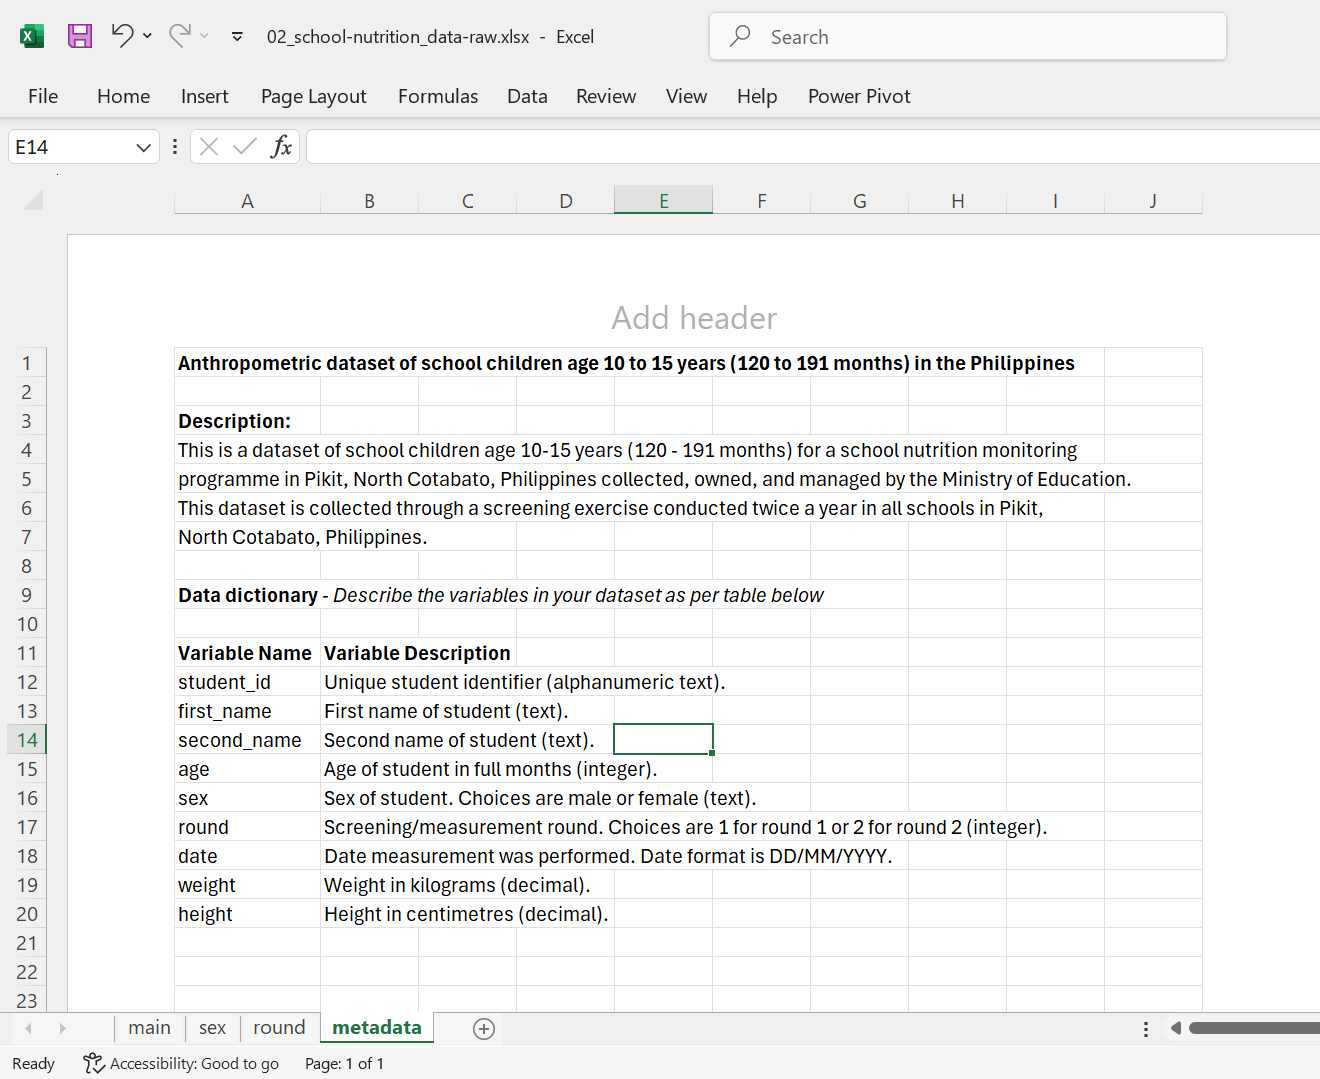 02_school-nutrition_data-raw.xlsx - Excel
Search
File Home Insert Page Layout Formulas Data Review View Help Power Pivot
E14
fx
A B C D E F G H I J
Add header
1 Anthropometric dataset of school children age 10 to 15 years (120 to 191 months) in the Philippines
2
3 Description:
4 This is a dataset of school children age 10-15 years (120 - 191 months) for a school nutrition monitoring
5 programme in Pikit, North Cotabato, Philippines collected, owned, and managed by the Ministry of Education.
6 This dataset is collected through a screening exercise conducted twice a year in all schools in Pikit,
7 North Cotabato, Philippines.
8
9 Data dictionary - Describe the variables in your dataset as per table below
10
11 Variable Name Variable Description
12 student_id Unique student identifier (alphanumeric text).
13 first_name First name of student (text).
14 second_name Second name of student (text).
15 age Age of student in full months (integer).
16 sex Sex of student. Choices are male or female (text).
17 round Screening/measurement round. Choices are 1 for round 1 or 2 for round 2 (integer).
18 date Date measurement was performed. Date format is DD/MM/YYYY.
19 weight Weight in kilograms (decimal).
20 height Height in centimetres (decimal).
21
22
23
main sex round metadata
Ready Accessibility: Good to go Page: 1 of 1